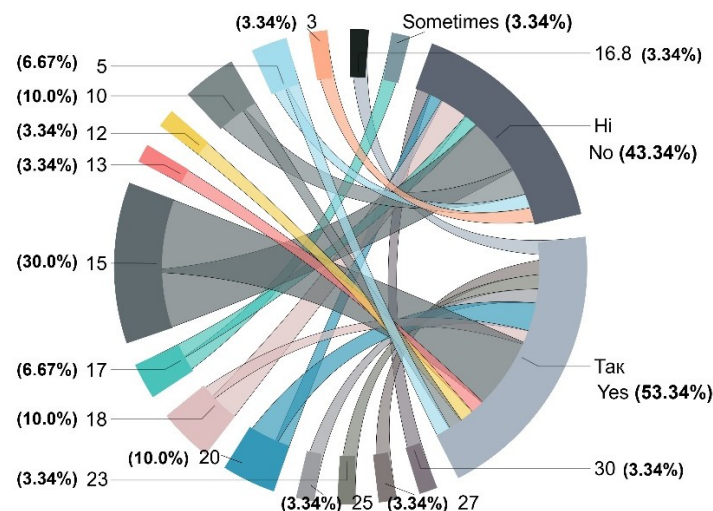 (3.34%) 3
Sometimes (3.34%)
16.8 (3.34%)
(6.67%) 5
(10.0%) 10
(3.34%) 12
(3.34%) 13
Ні
No (43.34%)
(30.0%) 15
(6.67%) 17
Так
Yes (53.34%)
(10.0%) 18
(10.0%) 20
(3.34%) 23
(3.34%) 25
(3.34%) 27
30 (3.34%)